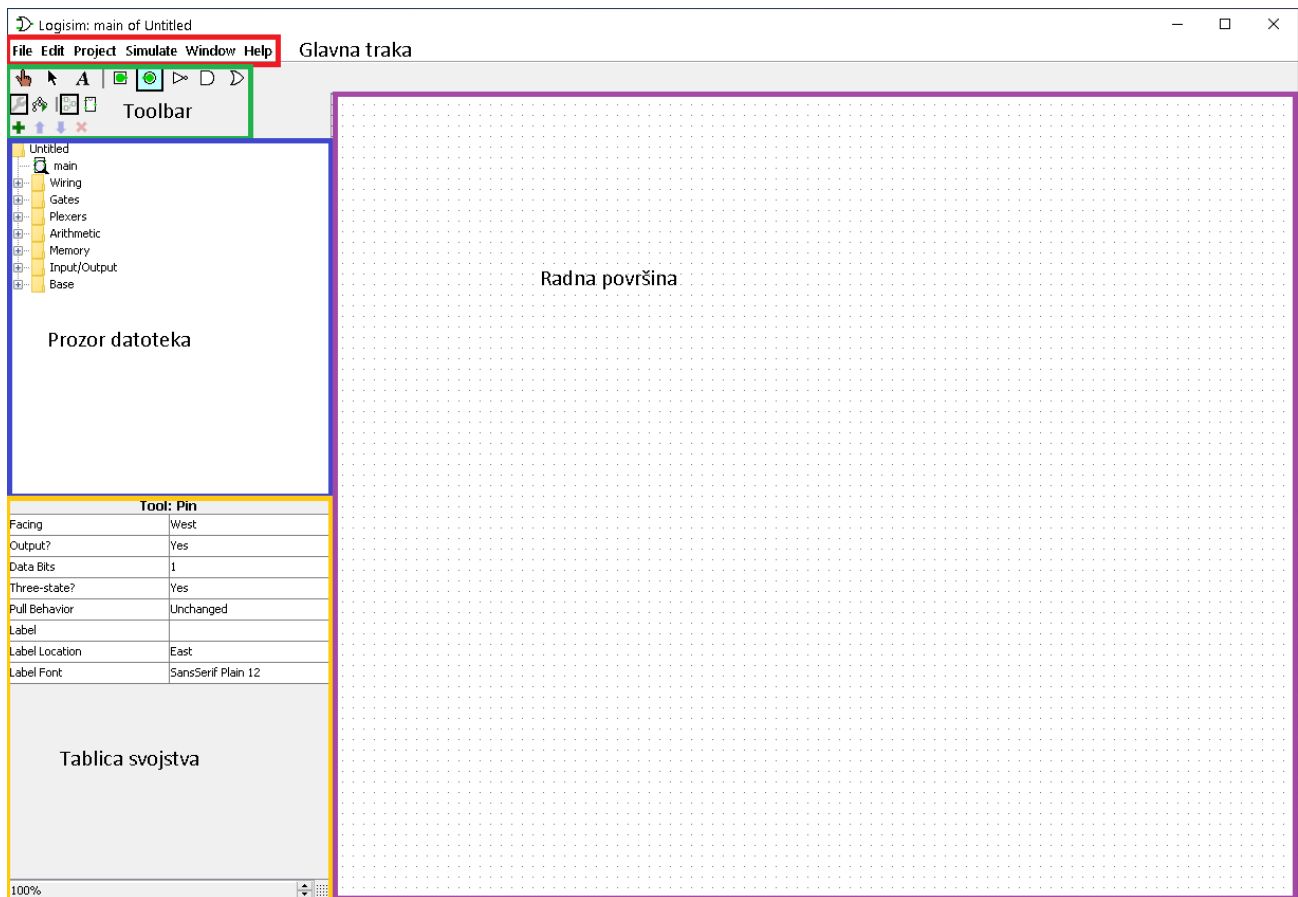 Logisim: main of Untitled
File Edit Project Simulate Window Help
Glavna traka
A
Toolbar
Untitled
main
Wiring
Gates
Plexers
Arithmetic
Memory
Input/Output
Base
Prozor datoteka
Radna površina
Tool: Pin
Facing West
Output? Yes
Data Bits 1
Three-state? Yes
Pull Behavior Unchanged
Label
Label Location East
Label Font SansSerif Plain 12
Tablica svojstva
100%